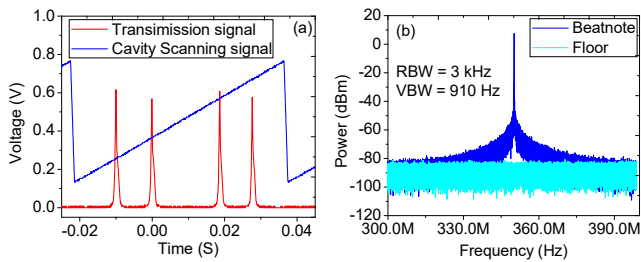 Transmission signal
Cavity Scanning signal
(a)
Voltage (V)
1.0
0.8
0.6
0.4
0.2
0.0
-0.02
0.00
0.02
0.04
Time (S)
(b)
Beatnote
Floor
RBW = 3 kHz
VBW = 910 Hz
Power (dBm)
20
0
-20
-40
-60
-80
-100
-120
300.0M
330.0M
360.0M
390.0M
Frequency (Hz)